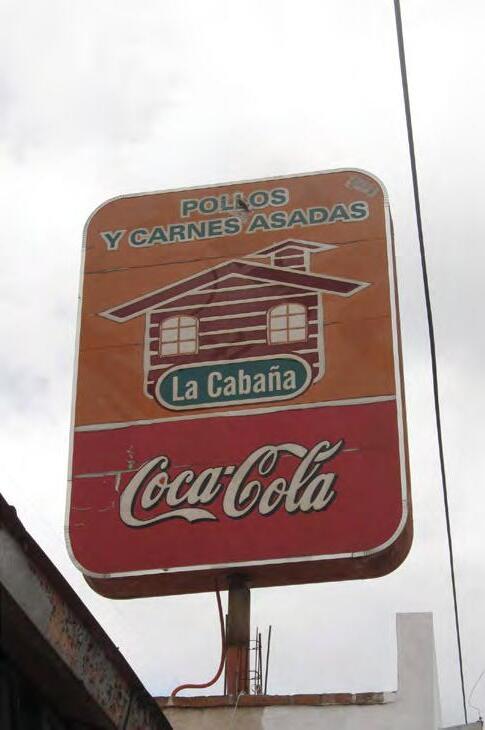 POLLOS
Y CARNES ASADAS
La Cabaña
Coca-Cola